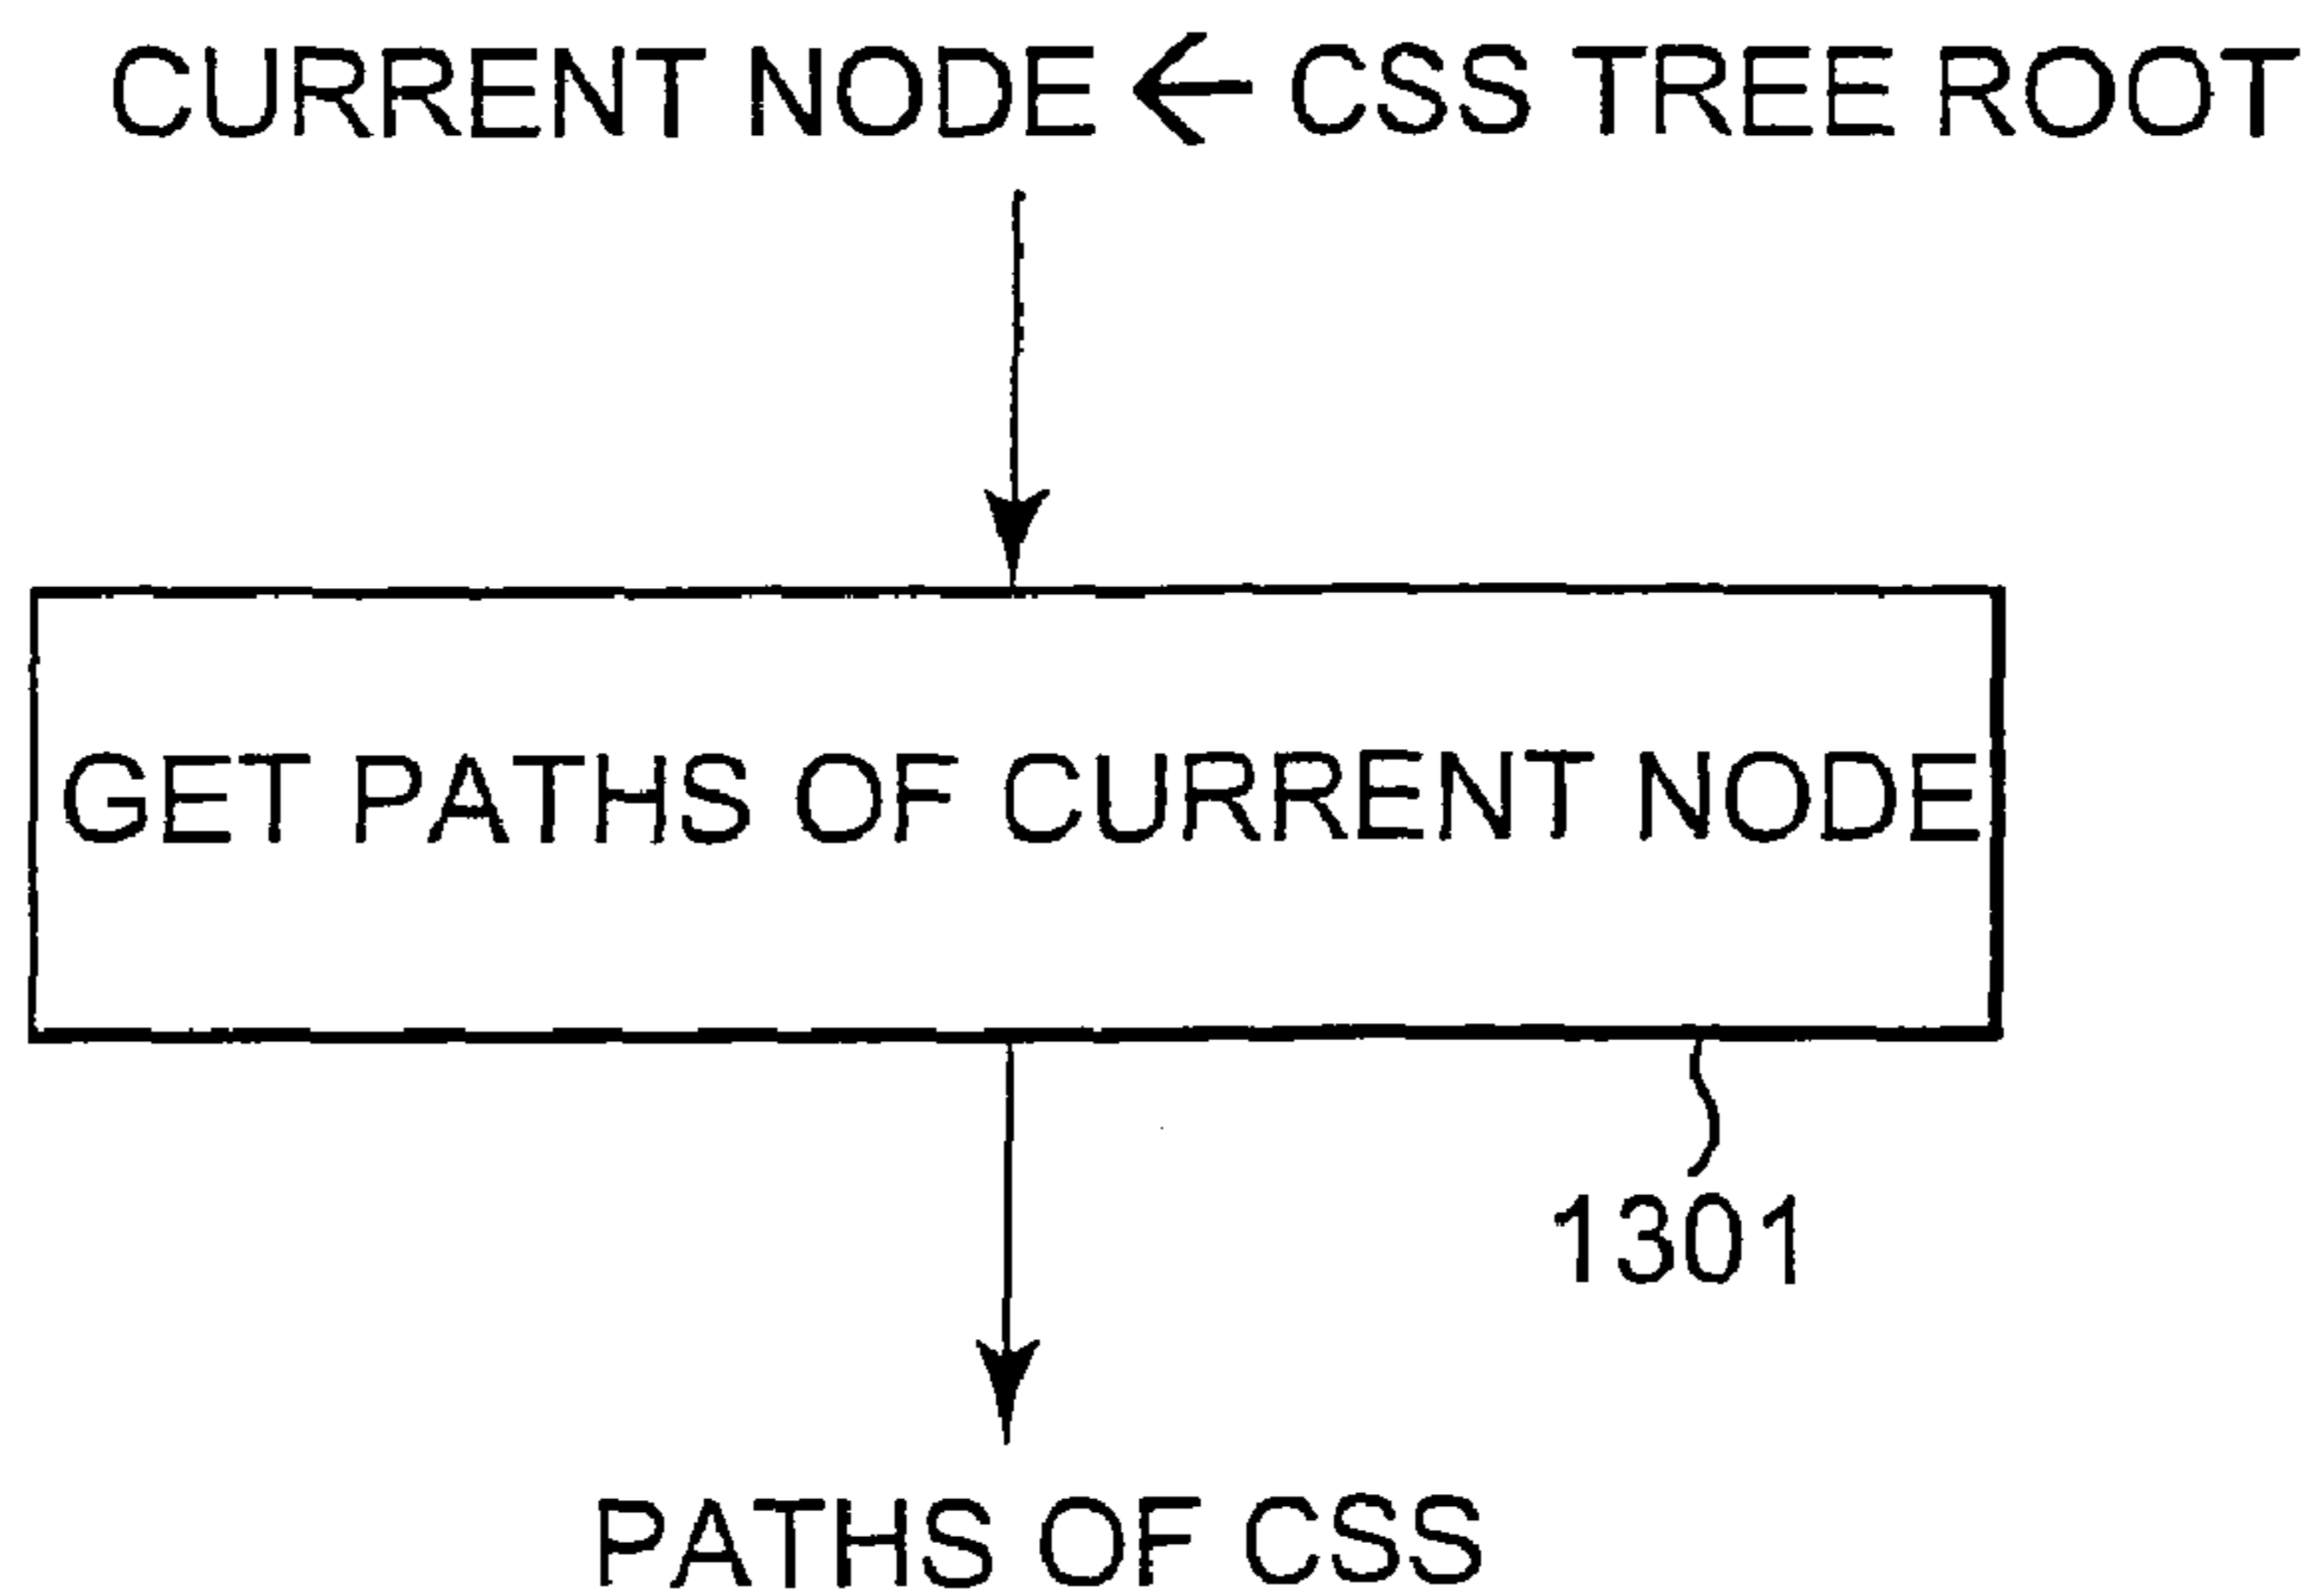 CURRENT NODE ← CSS TREE ROOT
GET PATHS OF CURRENT NODE
1301
PATHS OF CSS